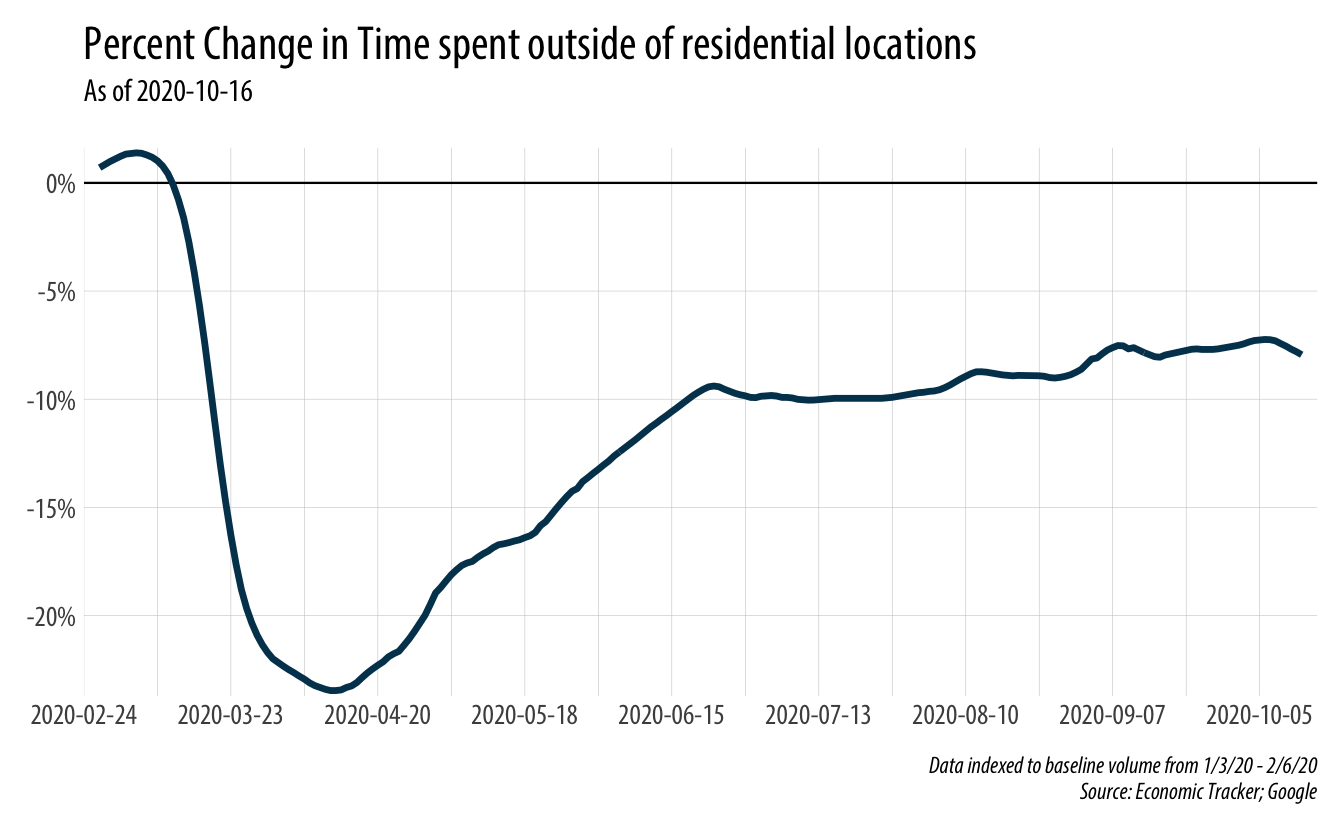 Percent Change in Time spent outside of residential locations
As of 2020-10-16
0%
-5%
-10%
-15%
-20%
2020-02-24 2020-03-23 2020-04-20 2020-05-18 2020-06-15 2020-07-13 2020-08-10 2020-09-07 2020-10-05
Data indexed to baseline volume from 1/3/20 - 2/6/20
Source: Economic Tracker; Google